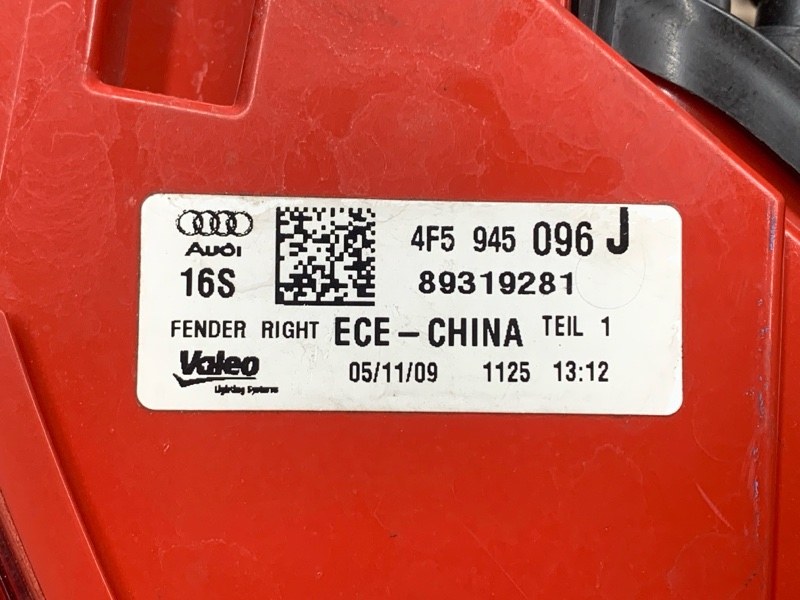 Audi
4F5 945 096 J
16S
89319281
FENDER RIGHT ECE-CHINA TEIL 1
Valeo
Lighting Systems
05/11/09 1125 13:12